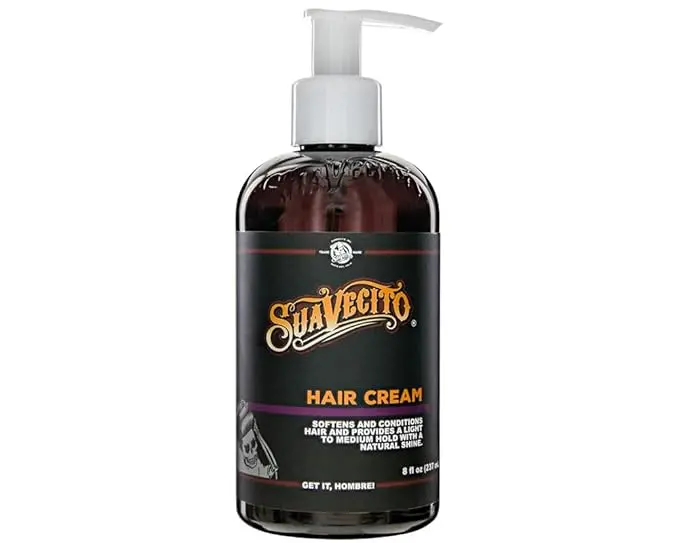 SUAVECITO®
HAIR CREAM
SOFTENS AND CONDITIONS
HAIR AND PROVIDES A LIGHT
TO MEDIUM HOLD WITH A
NATURAL SHINE.
8 fl oz (237
GET IT, HOMBRE!